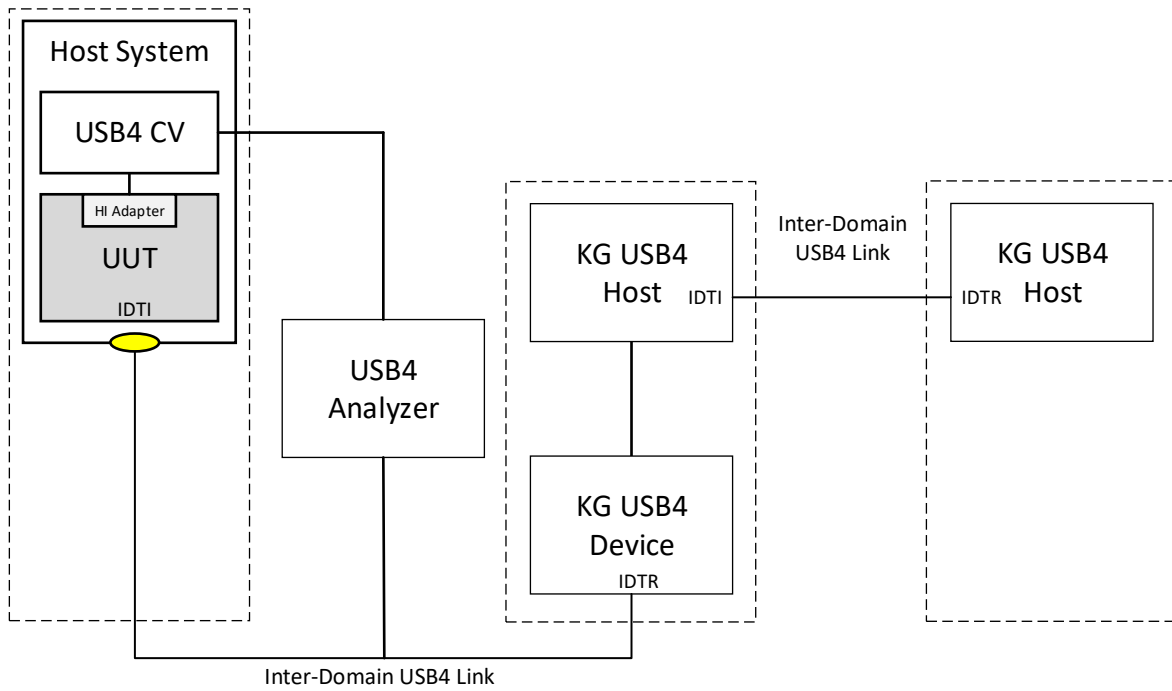 Host System
USB4 CV
HI Adapter
UUT
IDTI
USB4
Analyzer
KG USB4
Host
IDTI
KG USB4
Device
IDTR
Inter-Domain
USB4 Link
KG USB4
Host
IDTR
Inter-Domain USB4 Link